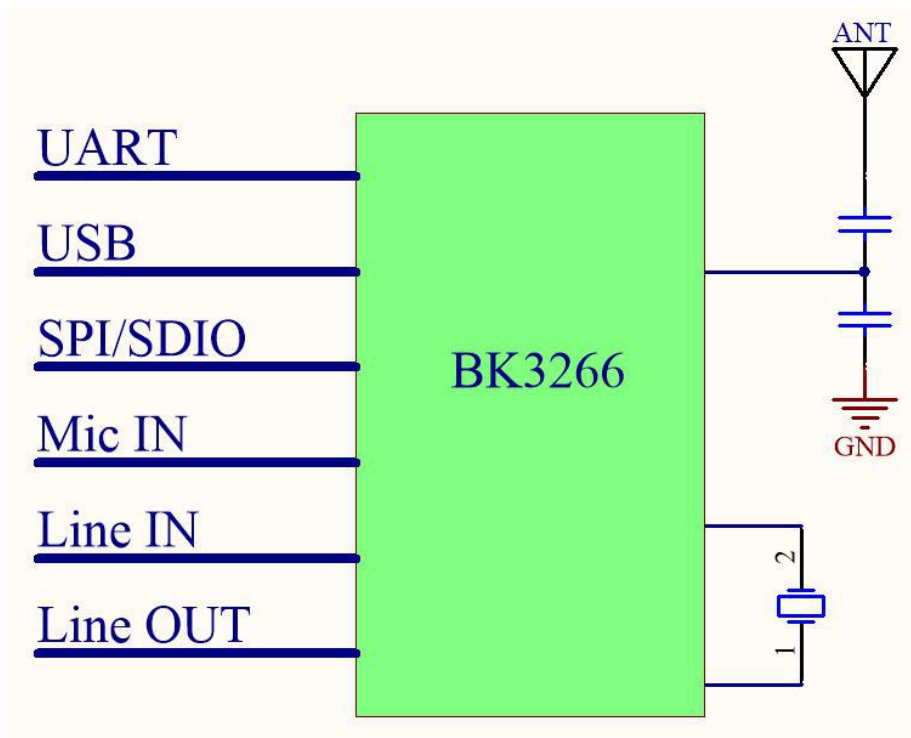 ANT
UART
USB
SPI/SDIO
BK3266
Mic IN
GND
Line IN
2
Line OUT
1